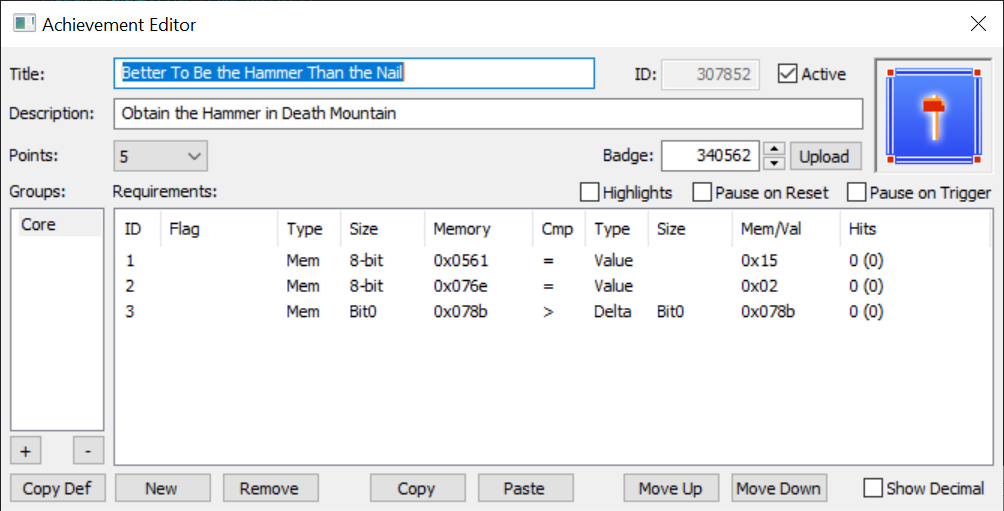 Achievement Editor
Title: Better To Be the Hammer Than the Nail ID: 307852 Active
Description: Obtain the Hammer in Death Mountain
Points: 5 Badge: 340562 Upload
Groups: Requirements: Highlights Pause on Reset Pause on Trigger
Core ID Flag Type Size Memory Cmp Type Size Mem/Val Hits
1 Mem 8-bit 0x0561 = Value 0x15 0 (0)
2 Mem 8-bit 0x076e = Value 0x02 0 (0)
3 Mem Bit0 0x078b > Delta Bit0 0x078b 0 (0)
+ -
Copy Def New Remove Copy Paste Move Up Move Down Show Decimal